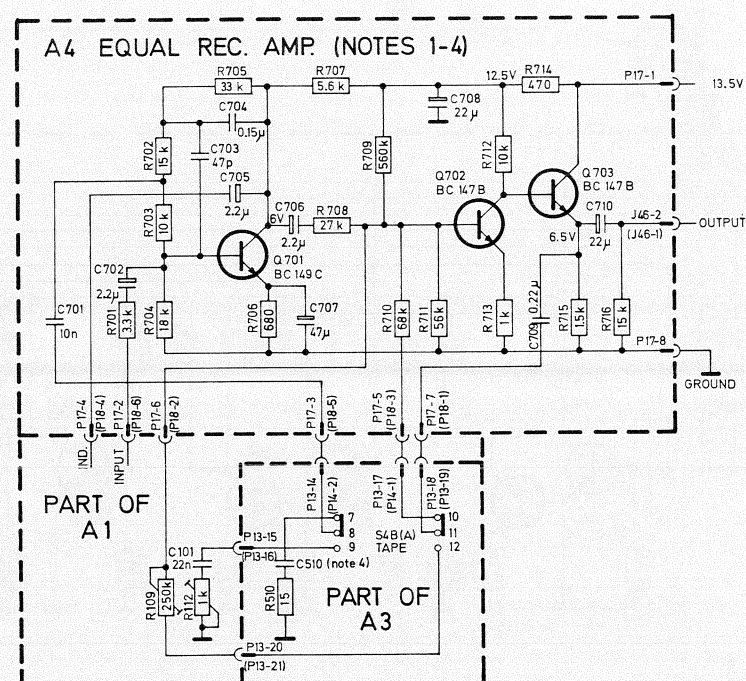 A4 EQUAL REC. AMP. (NOTES 1-4)
R705
33 k
R707
5.6 k
12.5V
R714
470
P17-1
13.5V
C704
0.15µ
C708
22 µ
R702
15 k
C703
47p
R709
560k
R712
10k
Q703
BC 147 B
C705
2.2µ
Q702
BC 147B
R703
10 k
6V
C706
2.2µ
R 708
27 k
C710
22µ
J46-2
(J46-1)
OUTPUT
Q701
BC 149 C
6.5V
C702
2.2µ
C701
10n
R701
3.3k
R704
18 k
R706
680
C707
47µ
R710
68k
R711
56k
R713
1 k
C709
0.22µ
R715
1.5k
R716
15 k
P17-8
GROUND
P17-4
(P18-4)
P17-2
(P18-6)
P17-6
(P18-2)
P17-3
(P18-5)
P17-5
(P18-3)
P17-7
(P18-1)
IND.
INPUT
PART OF
A1
P13-14
(P14-2)
P13-17
(P14-1)
P13-18
(P13-19)
7
8
9
S4B(A)
TAPE
10
11
12
P13-15
(P13-16)
C101
22n
C510 (note 4)
R109
250k
R112
1 k
R510
15
PART OF
A3
P13-20
(P13-21)